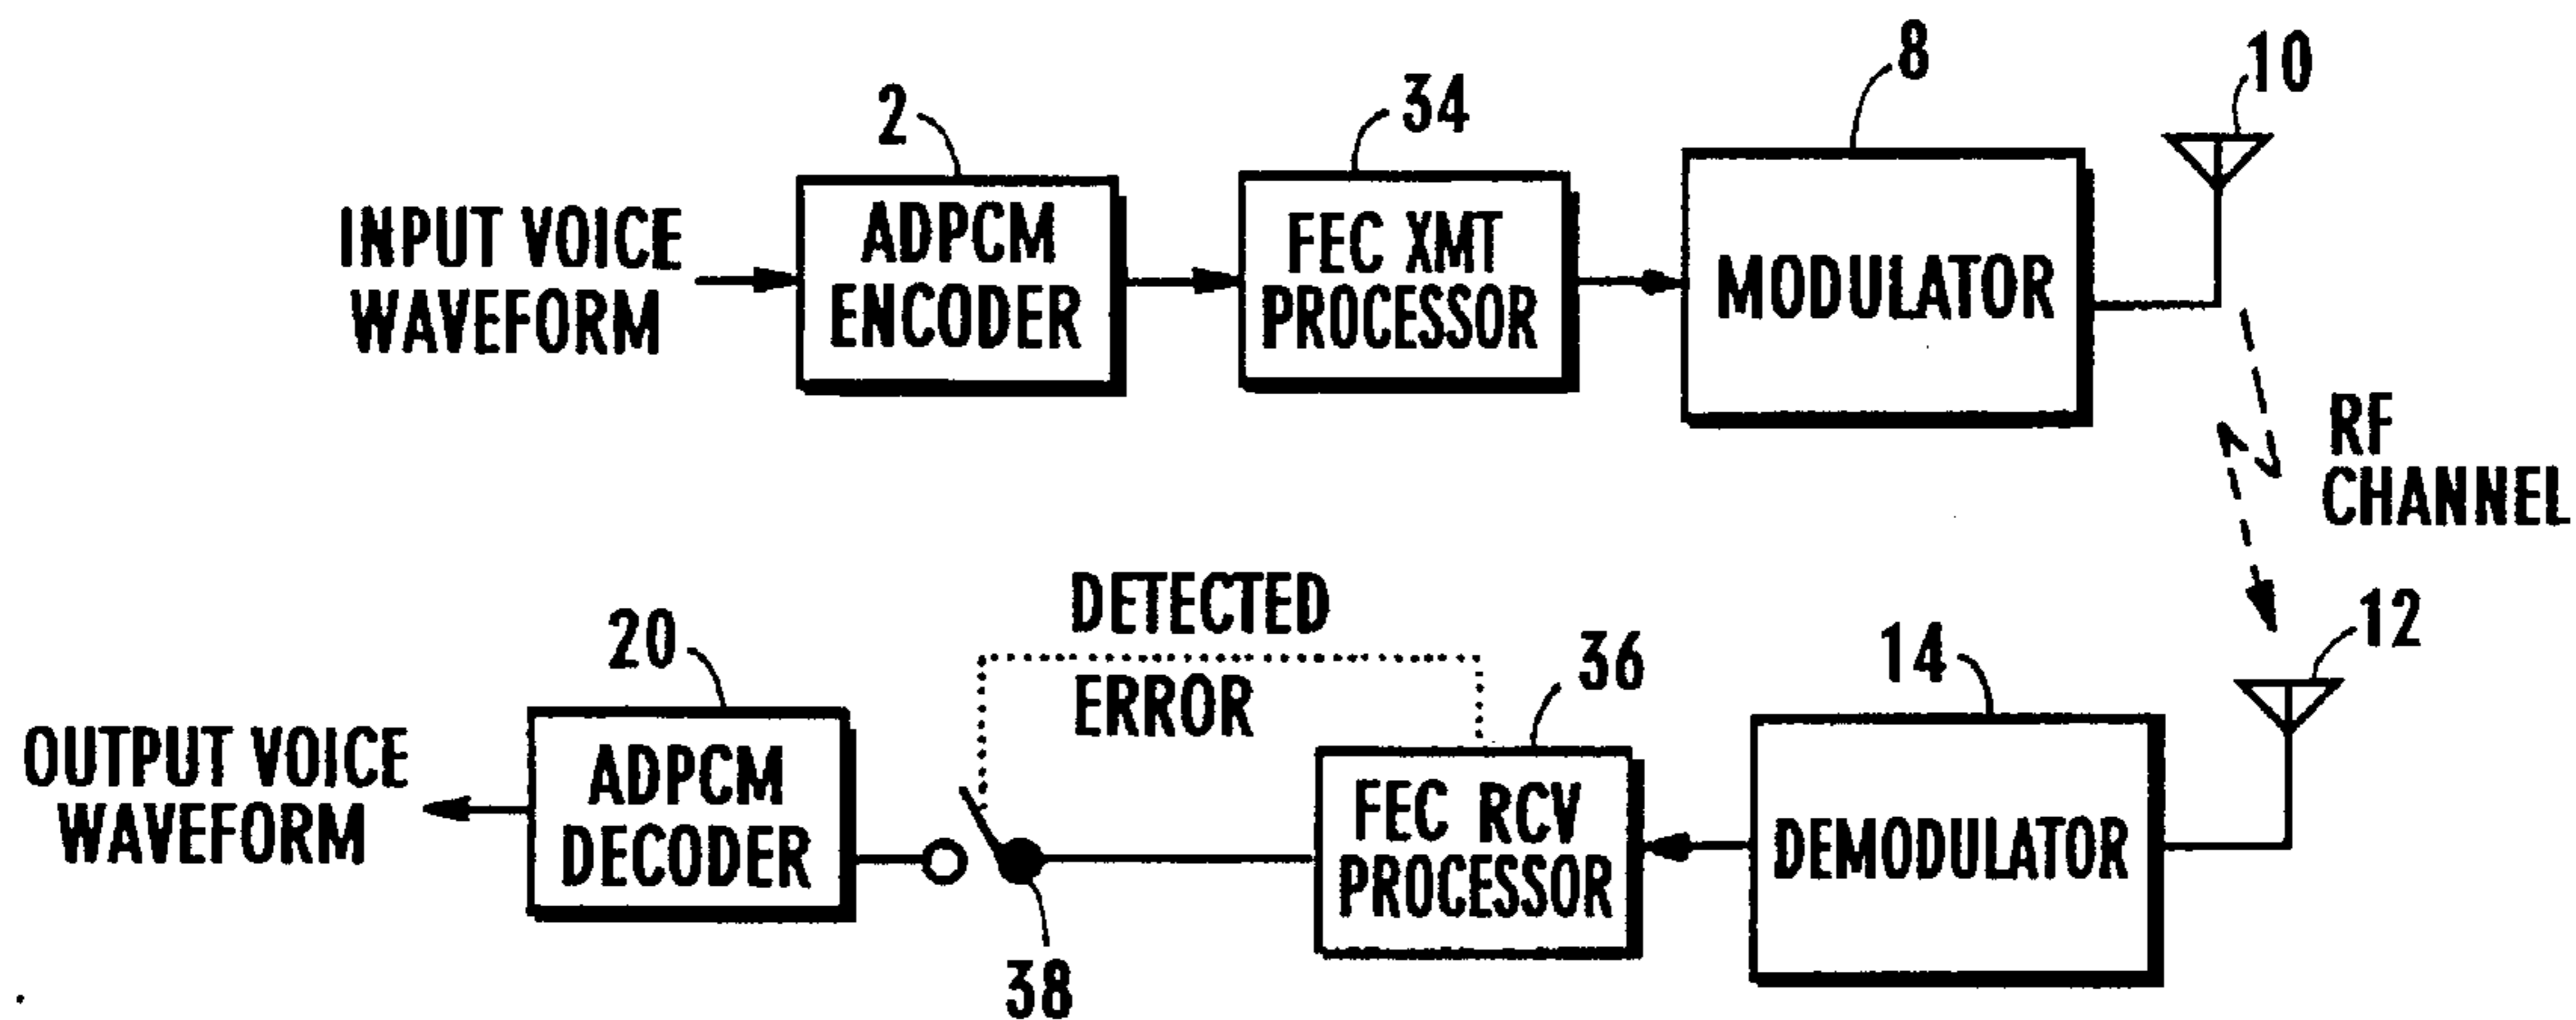 2
34
8
10
INPUT VOICE
WAVEFORM
ADPCM
ENCODER
FEC XMT
PROCESSOR
MODULATOR
RF
CHANNEL
DETECTED
ERROR
20
36
14
12
OUTPUT VOICE
WAVEFORM
ADPCM
DECODER
FEC RCV
PROCESSOR
DEMODULATOR
38